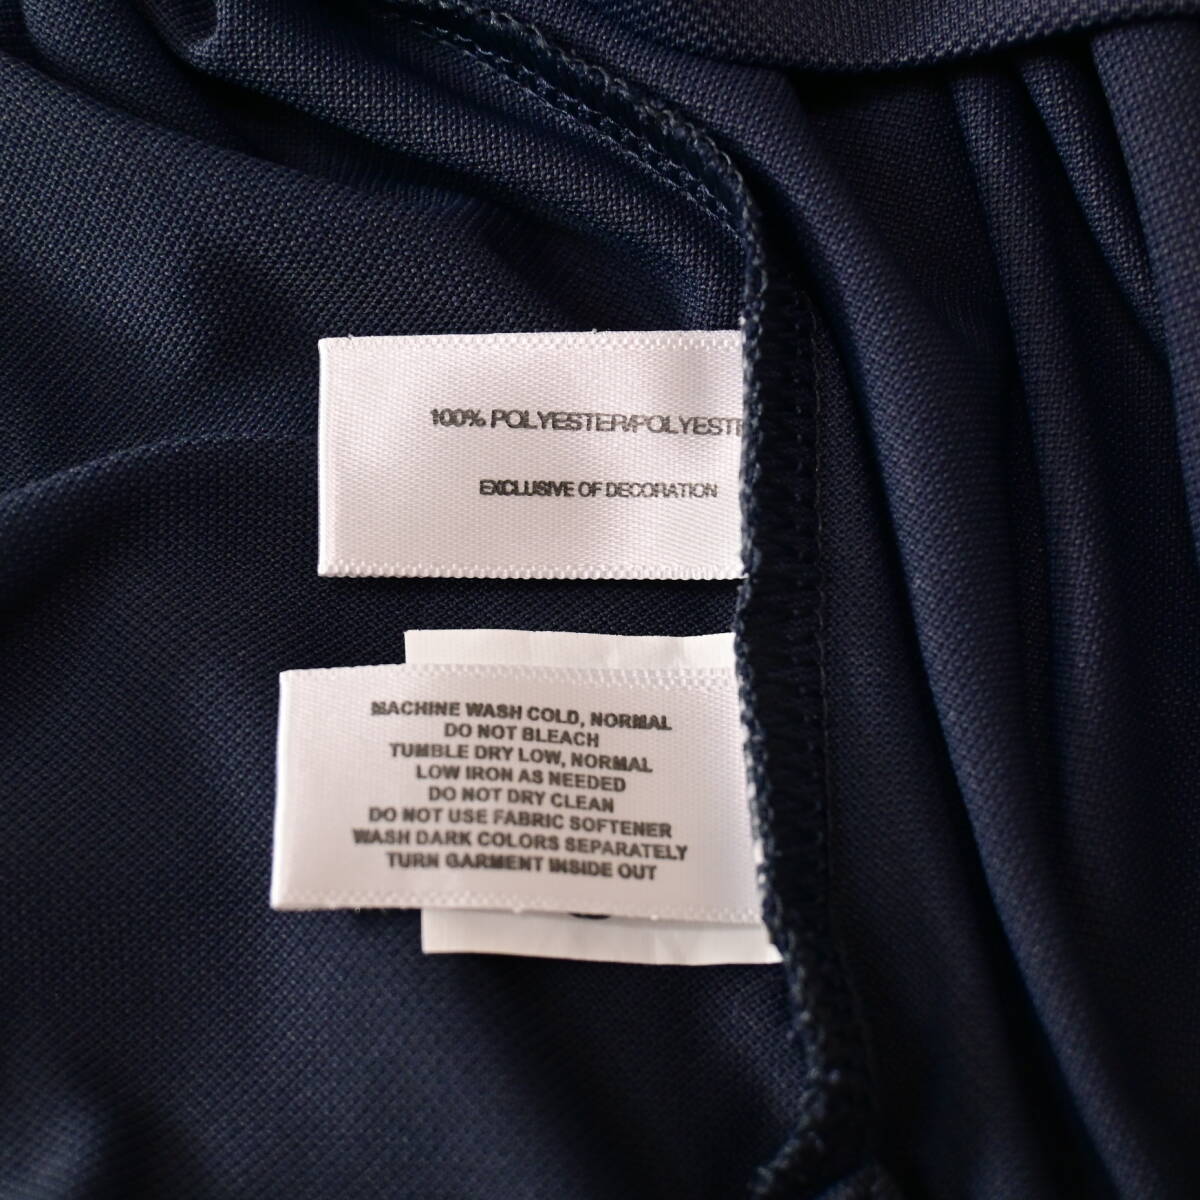 100% POLYESTER/POLYESTE
EXCLUSIVE OF DECORATION
MACHINE WASH COLD, NORMAL
DO NOT BLEACH
TUMBLE DRY LOW, NORMAL
LOW IRON AS NEEDED
DO NOT DRY CLEAN
DO NOT USE FABRIC SOFTENER
WASH DARK COLORS SEPARATELY
TURN GARMENT INSIDE OUT